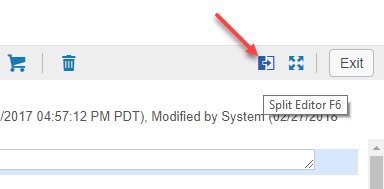 Exit
Split Editor F6
/2017 04:57:12 PM PDT), Modified by System (02/27/2018